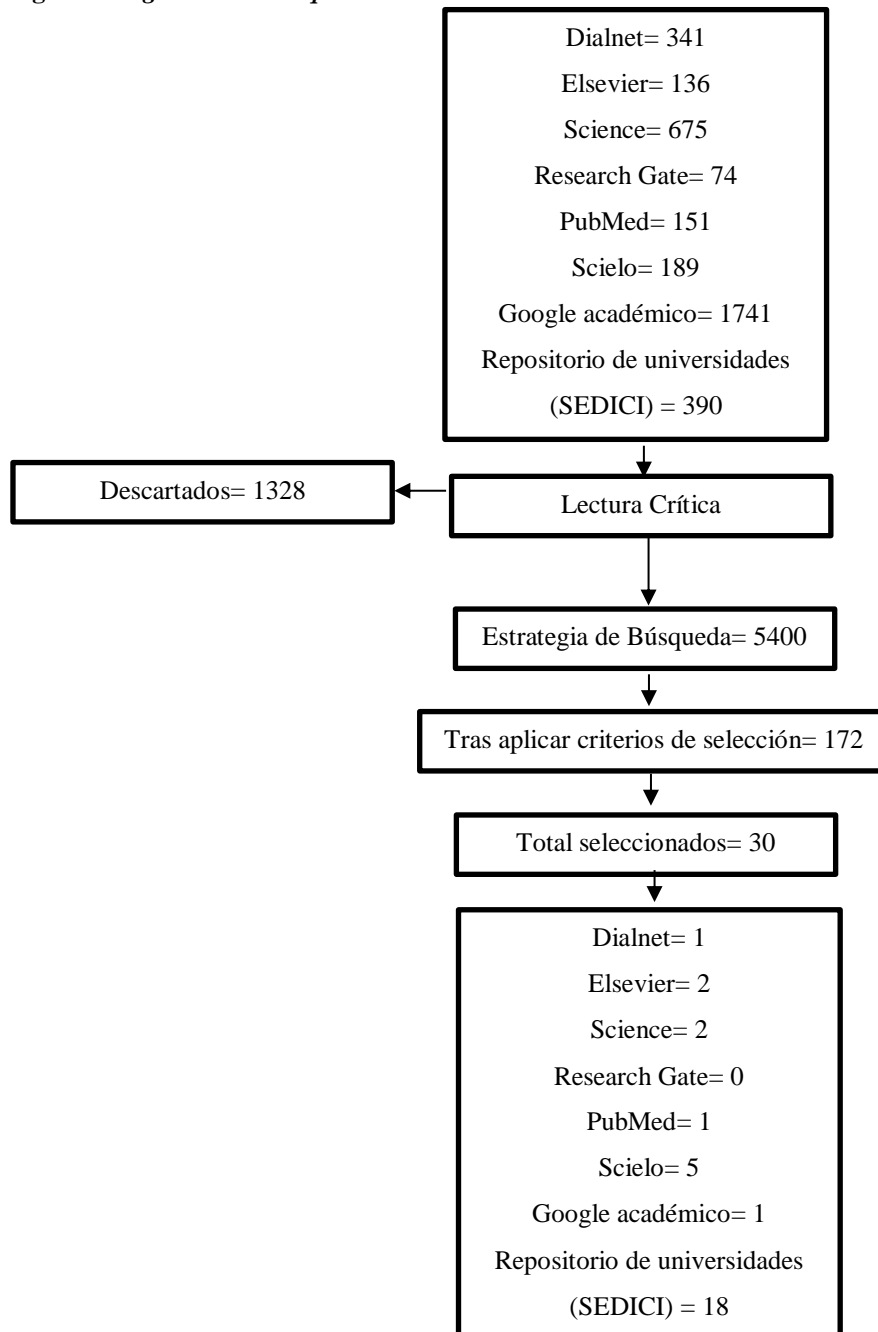 Dialnet= 341
Elsevier= 136
Science= 675
Research Gate= 74
PubMed= 151
Scielo= 189
Google académico= 1741
Repositorio de universidades
(SEDICI) = 390
Descartados= 1328
Lectura Crítica
Estrategia de Búsqueda= 5400
Tras aplicar criterios de selección= 172
Total seleccionados= 30
Dialnet= 1
Elsevier= 2
Science= 2
Research Gate= 0
PubMed= 1
Scielo= 5
Google académico= 1
Repositorio de universidades
(SEDICI) = 18